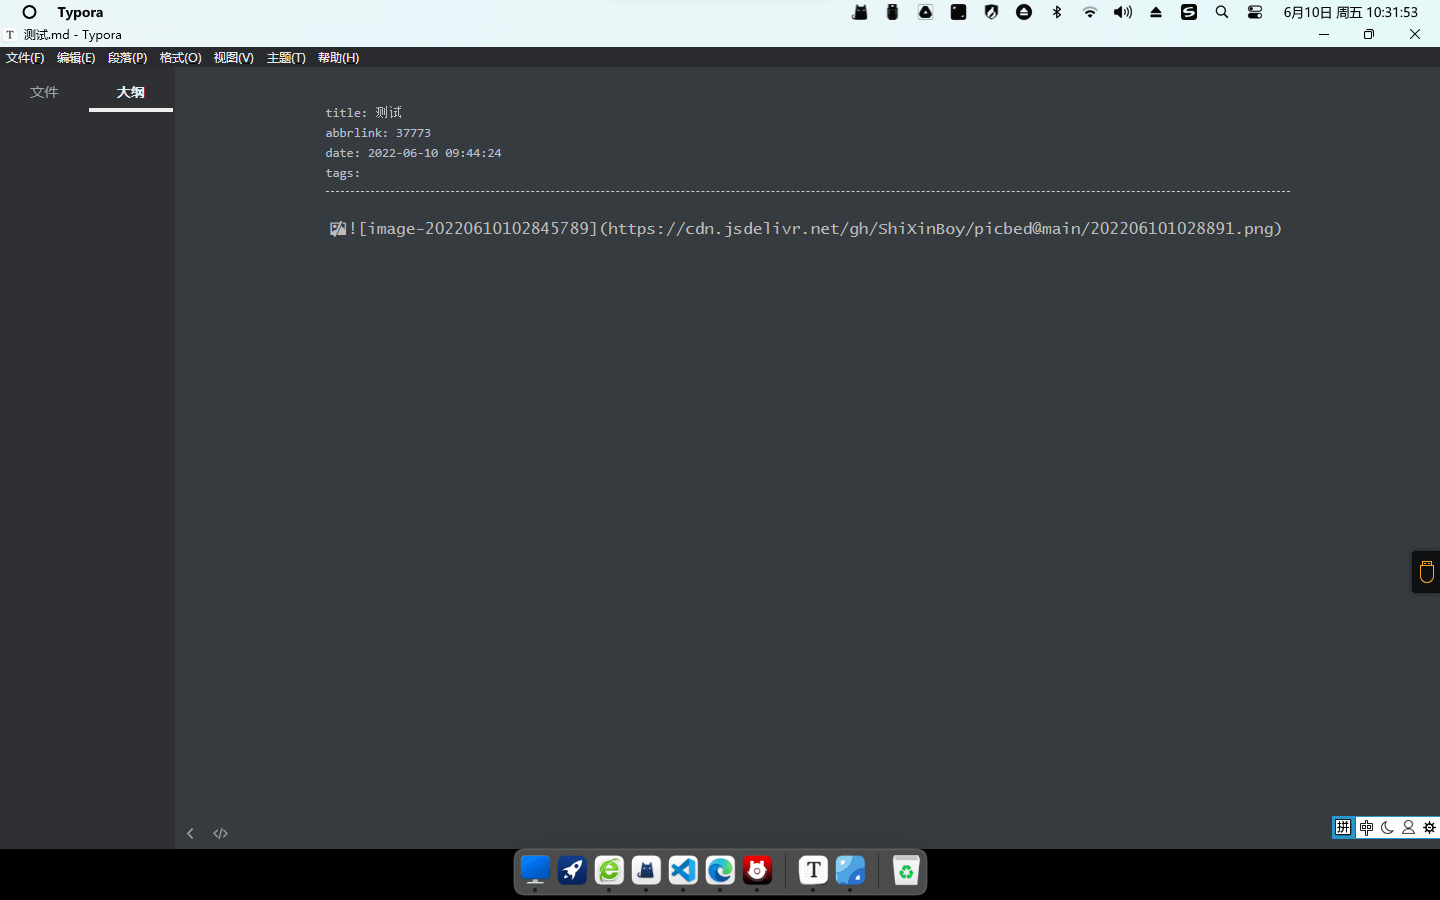 Typora
6月10日 周五 10:31:53
T 测试.md - Typora
文件(F) 编辑(E) 段落(P) 格式(O) 视图(V) 主题(T) 帮助(H)
文件 大纲
title: 测试
abbrlink: 37773
date: 2022-06-10 09:44:24
tags:
![image-20220610102845789](https://cdn.jsdelivr.net/gh/ShiXinBoy/picbed@main/202206101028891.png)
</>
拼 中
T